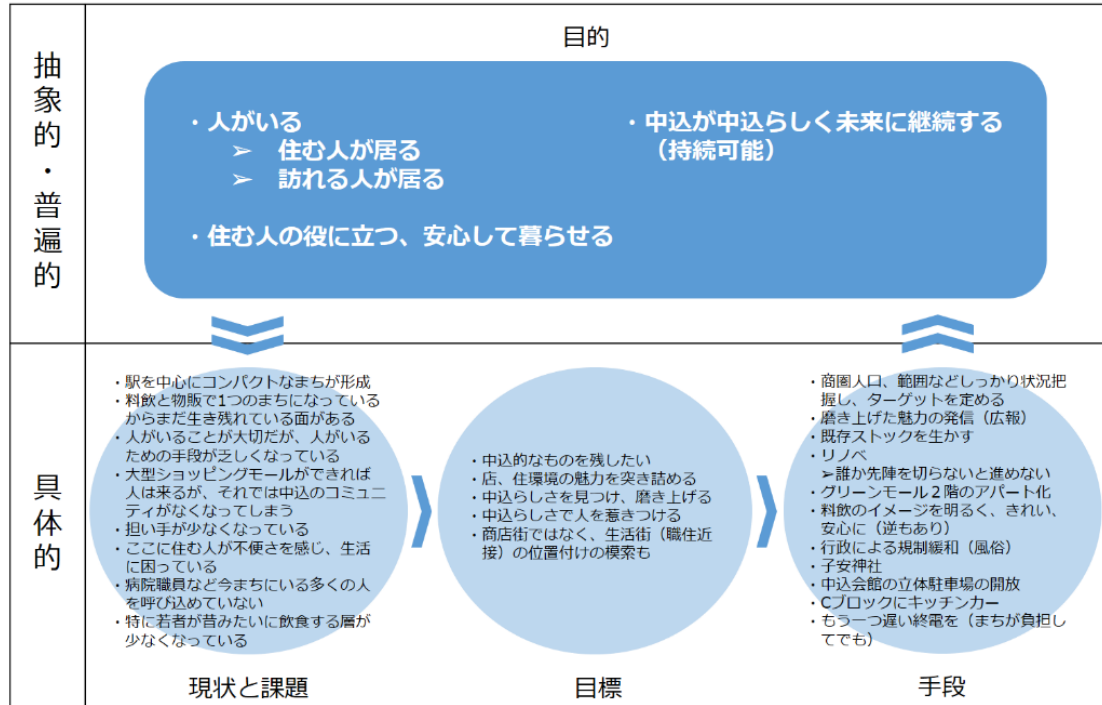 抽象的・普遍的
目的
・人がいる
➢ 住む人が居る
➢ 訪れる人が居る
・住む人の役に立つ、安心して暮らせる
・中込が中込らしく未来に継続する
（持続可能）
具体的
・駅を中心にコンパクトなまちが形成
・料飲と物販で1つのまちになっている
からまだ生き残れている面がある
・人がいることが大切だが、人がいる
ための手段が乏しくなっている
・大型ショッピングモールができれば
人は来るが、それでは中込のコミュニ
ティがなくなってしまう
・担い手が少なくなっている
・ここに住む人が不便さを感じ、生活
に困っている
・病院職員など今まちにいる多くの人
を呼び込めていない
・特に若者が昔みたいに飲食する層が
少なくなっている
現状と課題
・中込的なものを残したい
・店、住環境の魅力を突き詰める
・中込らしさを見つけ、磨き上げる
・中込らしさで人を惹きつける
・商店街ではなく、生活街（職住近
接）の位置付けの模索も
目標
・商圏人口、範囲などしっかり状況把
握し、ターゲットを定める
・磨き上げた魅力の発信（広報）
・既存ストックを生かす
・リノベ
➢誰か先陣を切らないと進めない
・グリーンモール２階のアパート化
・料飲のイメージを明るく、きれい、
安心に（逆もあり）
・行政による規制緩和（風俗）
・子安神社
・中込会館の立体駐車場の開放
・Cブロックにキッチンカー
・もう一つ遅い終電を（まちが負担し
てでも）
手段